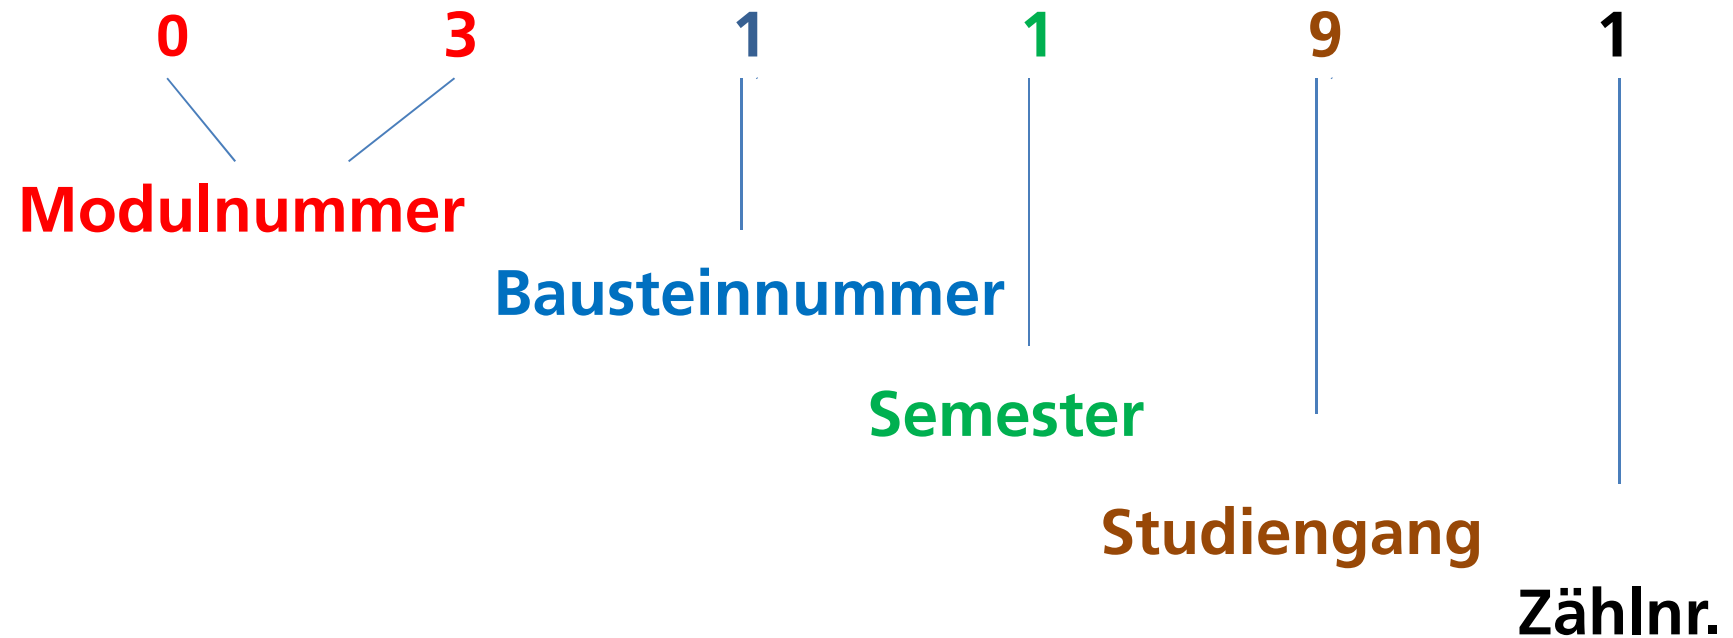 0 3 1 1 9 1
Modulnummer
Bausteinnummer
Semester
Studiengang
Zählnr.